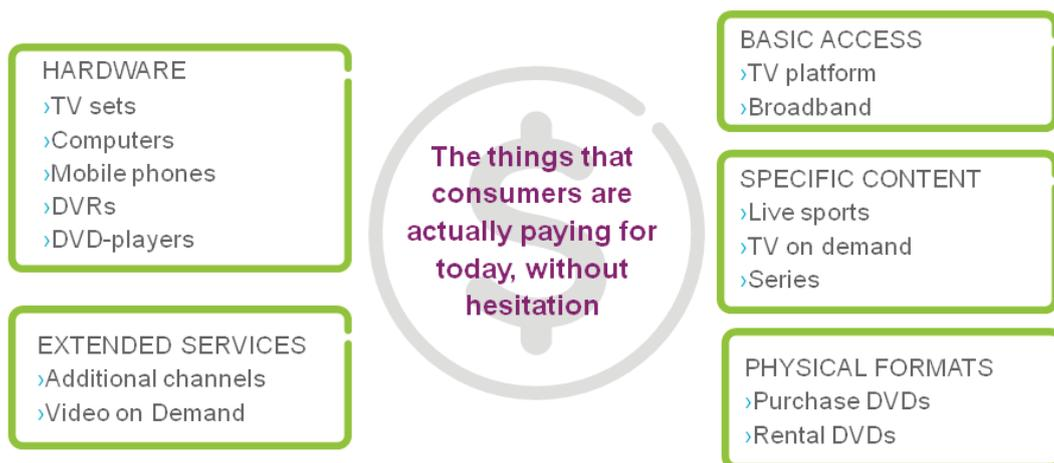 HARDWARE
›TV sets
›Computers
›Mobile phones
›DVRs
›DVD-players
EXTENDED SERVICES
›Additional channels
›Video on Demand
The things that
consumers are
actually paying for
today, without
hesitation
BASIC ACCESS
›TV platform
›Broadband
SPECIFIC CONTENT
›Live sports
›TV on demand
›Series
PHYSICAL FORMATS
›Purchase DVDs
›Rental DVDs